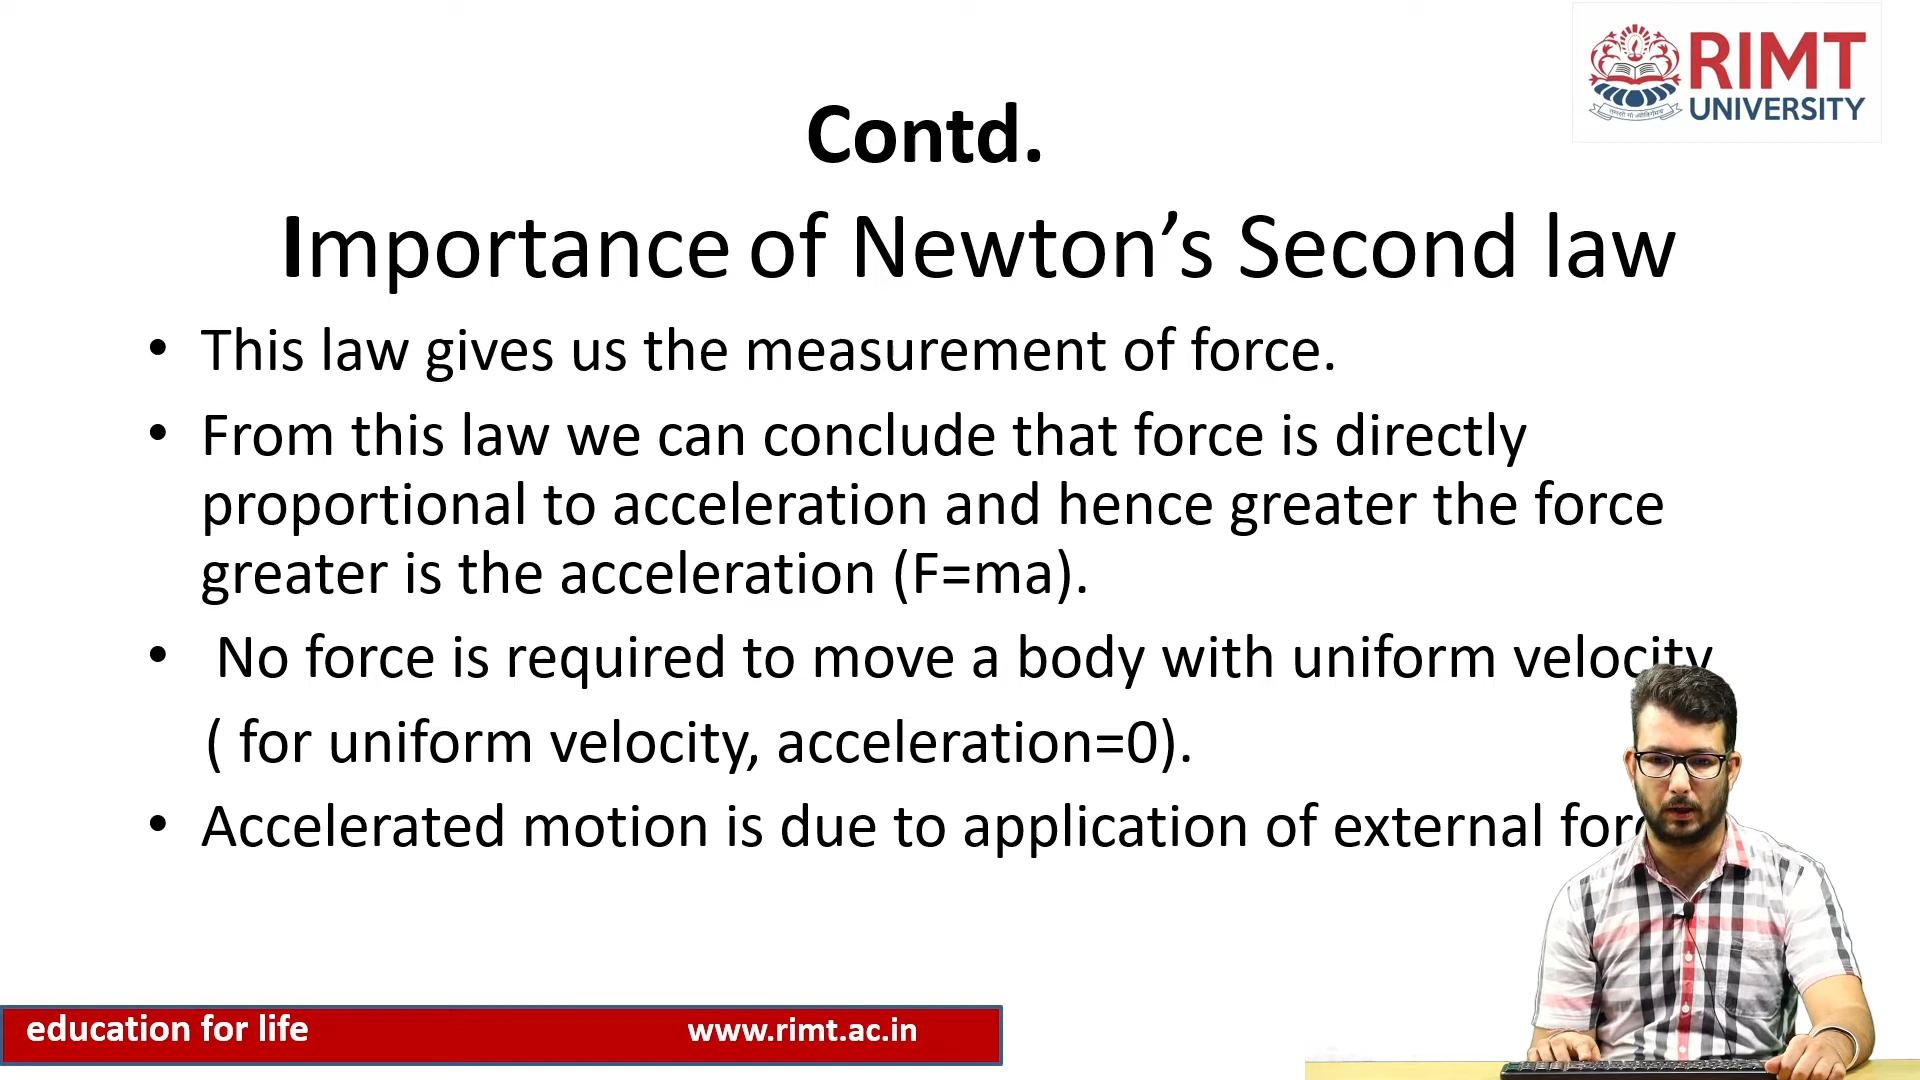 RIMT
UNIVERSITY
Contd.
Importance of Newton’s Second law
• This law gives us the measurement of force.
• From this law we can conclude that force is directly
proportional to acceleration and hence greater the force
greater is the acceleration (F=ma).
• No force is required to move a body with uniform velocity
( for uniform velocity, acceleration=0).
• Accelerated motion is due to application of external
education for life
www.rimt.ac.in